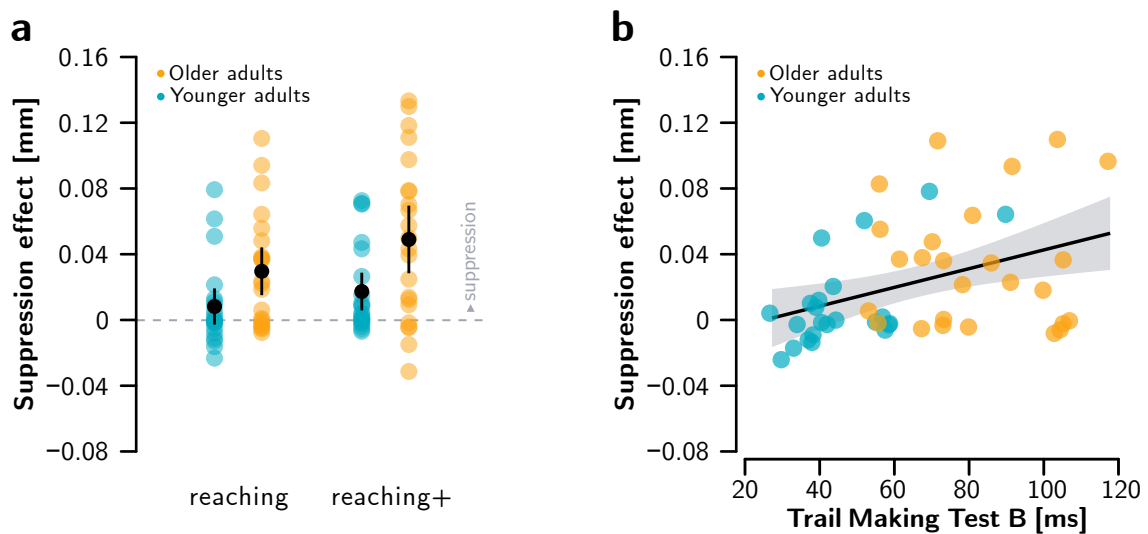 a
0.16
0.12
0.08
0.04
0
−0.04
−0.08
Suppression effect [mm]
Older adults
Younger adults
▲ suppression
reaching
reaching+
b
0.16
0.12
0.08
0.04
0
−0.04
−0.08
Suppression effect [mm]
Older adults
Younger adults
20 40 60 80 100 120
Trail Making Test B [ms]